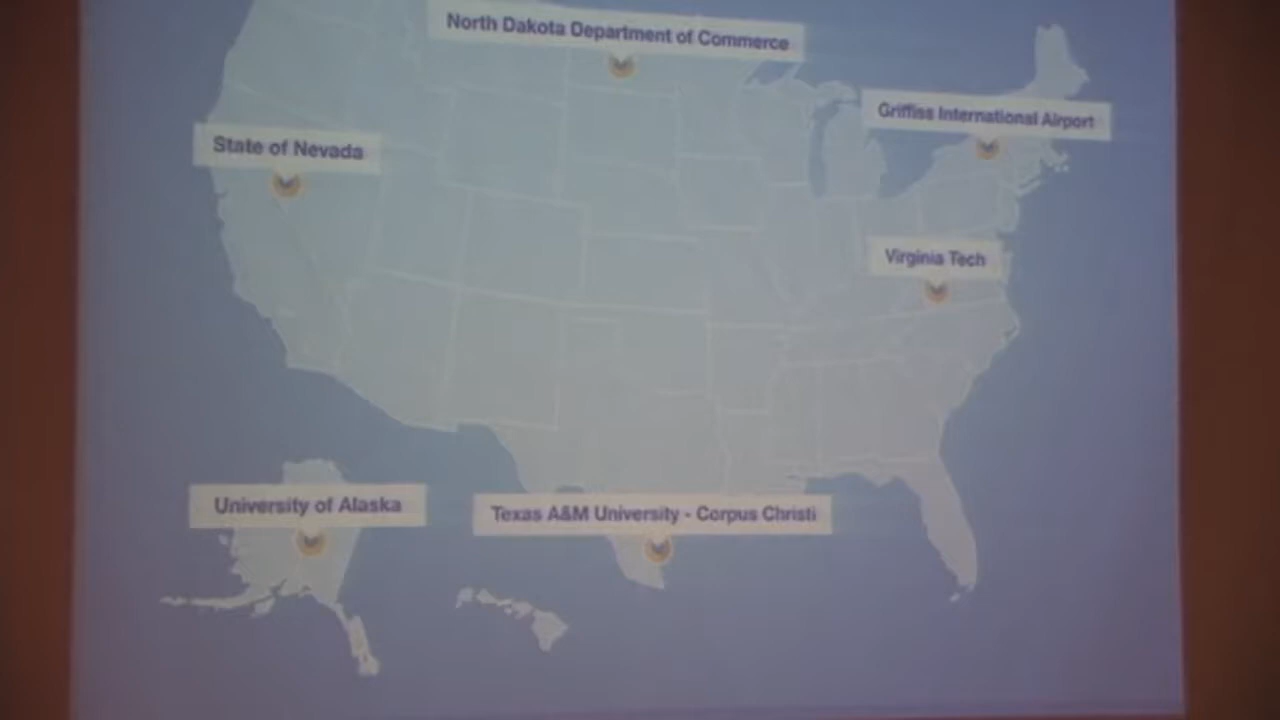 North Dakota Department of Commerce
Griffiss International Airport
State of Nevada
Virginia Tech
University of Alaska
Texas A&M University - Corpus Christi